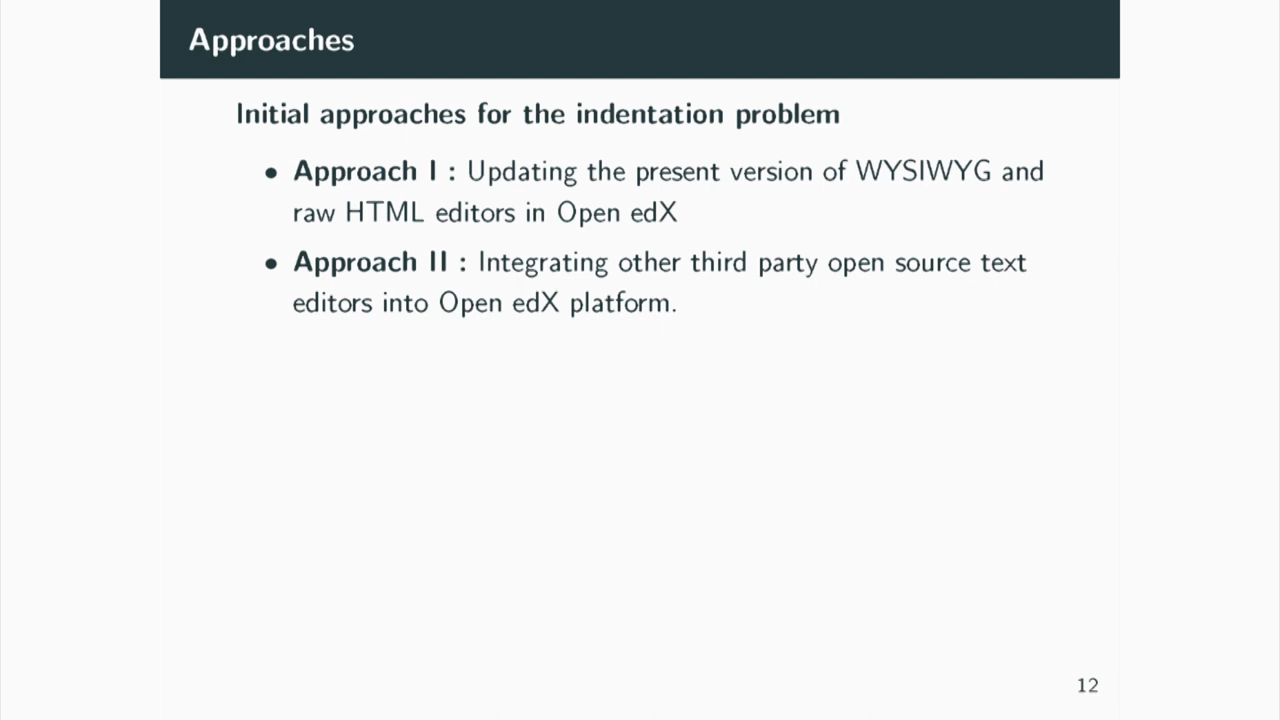 Approaches
Initial approaches for the indentation problem
• Approach I : Updating the present version of WYSIWYG and
raw HTML editors in Open edX
• Approach II : Integrating other third party open source text
editors into Open edX platform.
12